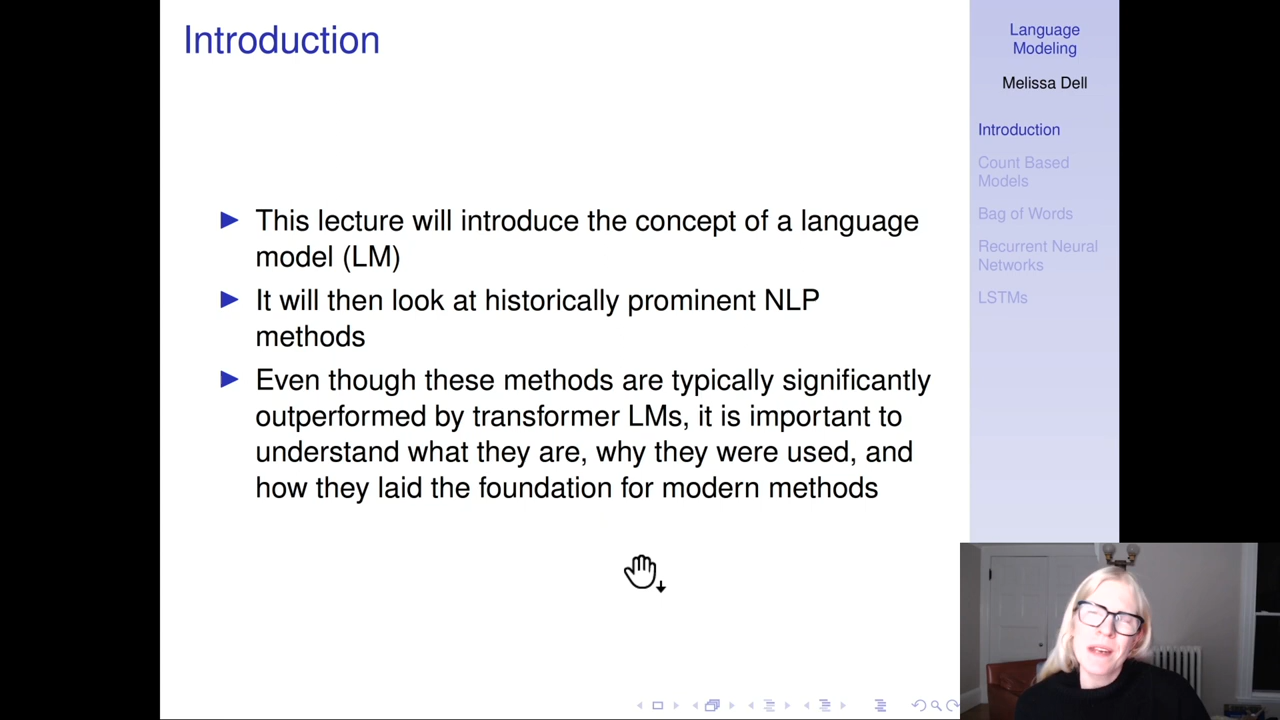 Introduction
This lecture will introduce the concept of a language
model (LM)
It will then look at historically prominent NLP
methods
Even though these methods are typically significantly
outperformed by transformer LMs, it is important to
understand what they are, why they were used, and
how they laid the foundation for modern methods
Language
Modeling
Melissa Dell
Introduction
Count Based
Models
Bag of Words
Recurrent Neural
Networks
LSTMs